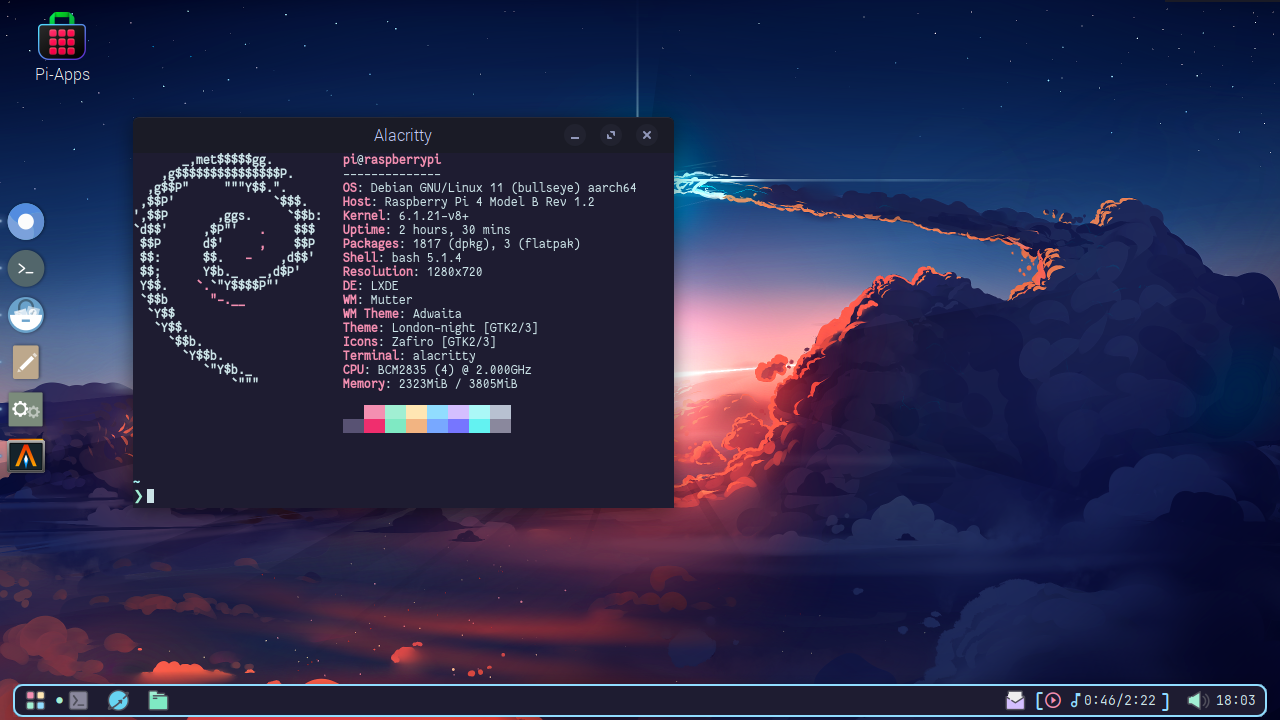 Pi-Apps
Alacritty
_,met$$$$$gg.
,g$$$$$$$$$$$$$$$P.
,g$$P"     """Y$$.".
,$$P'              `$$$.
',$$P       ,ggs.     `$$b:
`d$$'     ,$P"'   .    $$$
$$P      d$'     ,    $$P
$$:      $$.   -    ,d$$'
$$;      Y$b._   _,d$P'
Y$$.    `.`"Y$$$$P"'
`$$b      "-.__
`Y$$
`Y$$.
`$$b.
`Y$$b.
`"Y$b._
`"""
pi@raspberrypi
--------------
OS: Debian GNU/Linux 11 (bullseye) aarch64
Host: Raspberry Pi 4 Model B Rev 1.2
Kernel: 6.1.21-v8+
Uptime: 2 hours, 30 mins
Packages: 1817 (dpkg), 3 (flatpak)
Shell: bash 5.1.4
Resolution: 1280x720
DE: LXDE
WM: Mutter
WM Theme: Adwaita
Theme: London-night [GTK2/3]
Icons: Zafiro [GTK2/3]
Terminal: alacritty
CPU: BCM2835 (4) @ 2.000GHz
Memory: 2323MiB / 3805MiB
~
❯
[ 0:46/2:22 ] 18:03